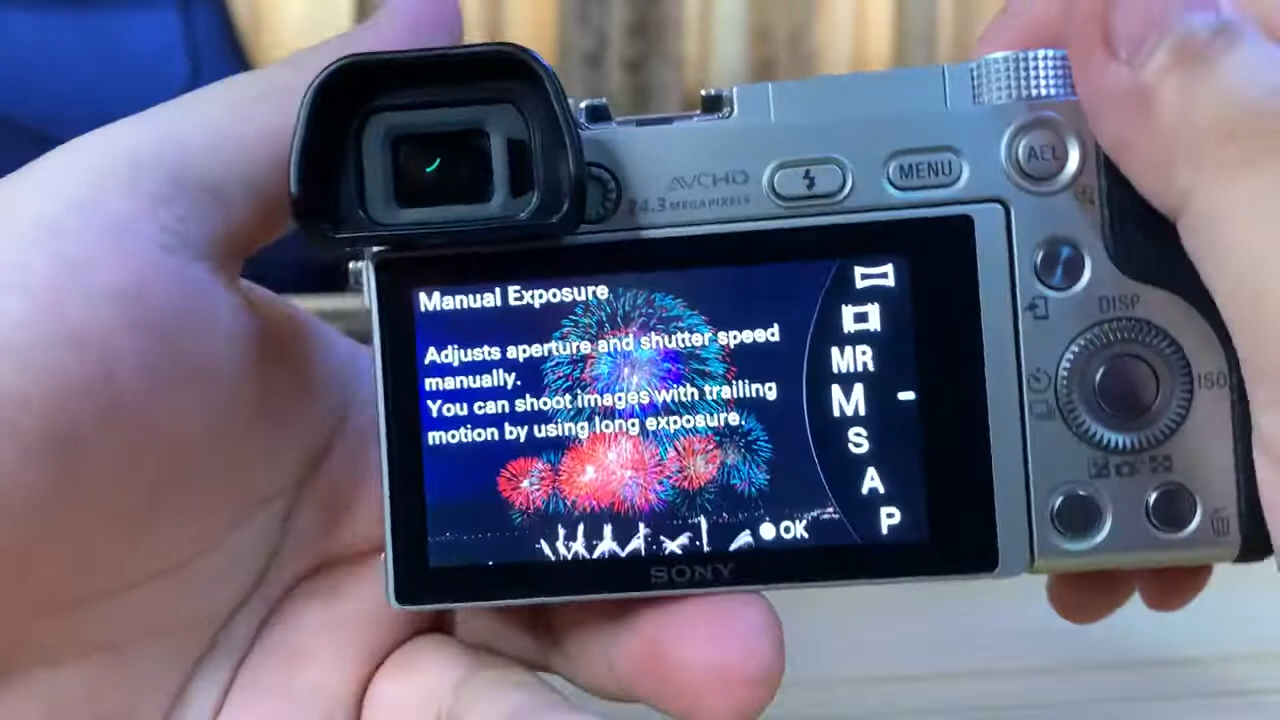 AVCHD
24.3 MEGAPIXELS
MENU
AEL
DISP
ISO
Manual Exposure
Adjusts aperture and shutter speed
manually.
You can shoot images with trailing
motion by using long exposure.
OK
MR
M
S
A
P
SONY